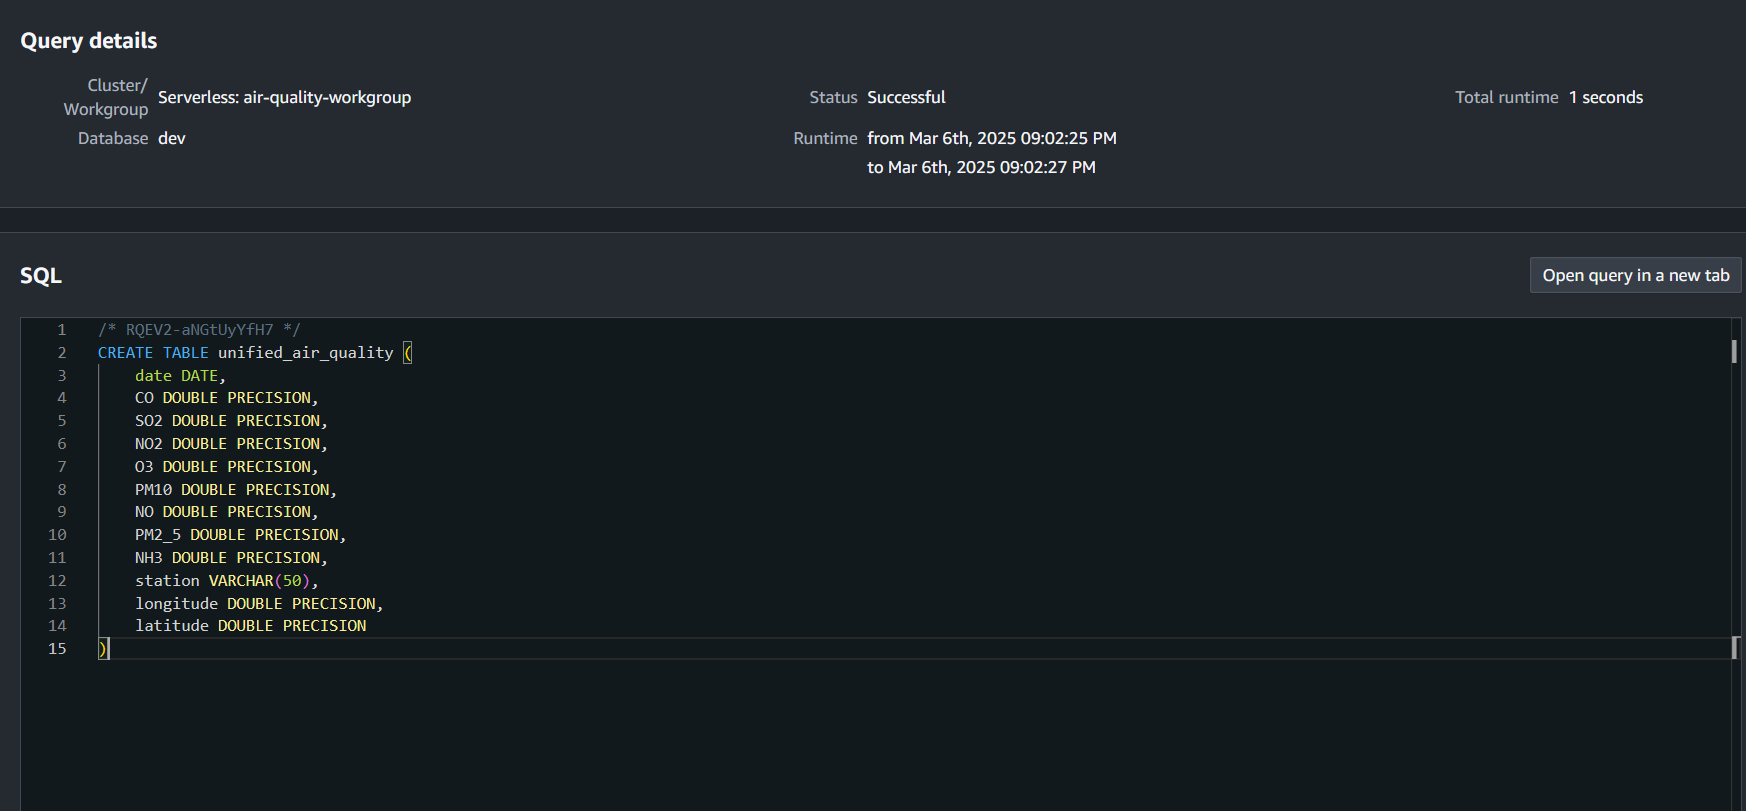 Query details
Cluster/
Workgroup
Serverless: air-quality-workgroup
Status Successful
Total runtime 1 seconds
Database dev
Runtime from Mar 6th, 2025 09:02:25 PM
to Mar 6th, 2025 09:02:27 PM
SQL
Open query in a new tab
1 /* RQEV2-aNGtUyYfH7 */
2 CREATE TABLE unified_air_quality (
3 date DATE,
4 CO DOUBLE PRECISION,
5 SO2 DOUBLE PRECISION,
6 NO2 DOUBLE PRECISION,
7 O3 DOUBLE PRECISION,
8 PM10 DOUBLE PRECISION,
9 NO DOUBLE PRECISION,
10 PM2_5 DOUBLE PRECISION,
11 NH3 DOUBLE PRECISION,
12 station VARCHAR(50),
13 longitude DOUBLE PRECISION,
14 latitude DOUBLE PRECISION
15 )